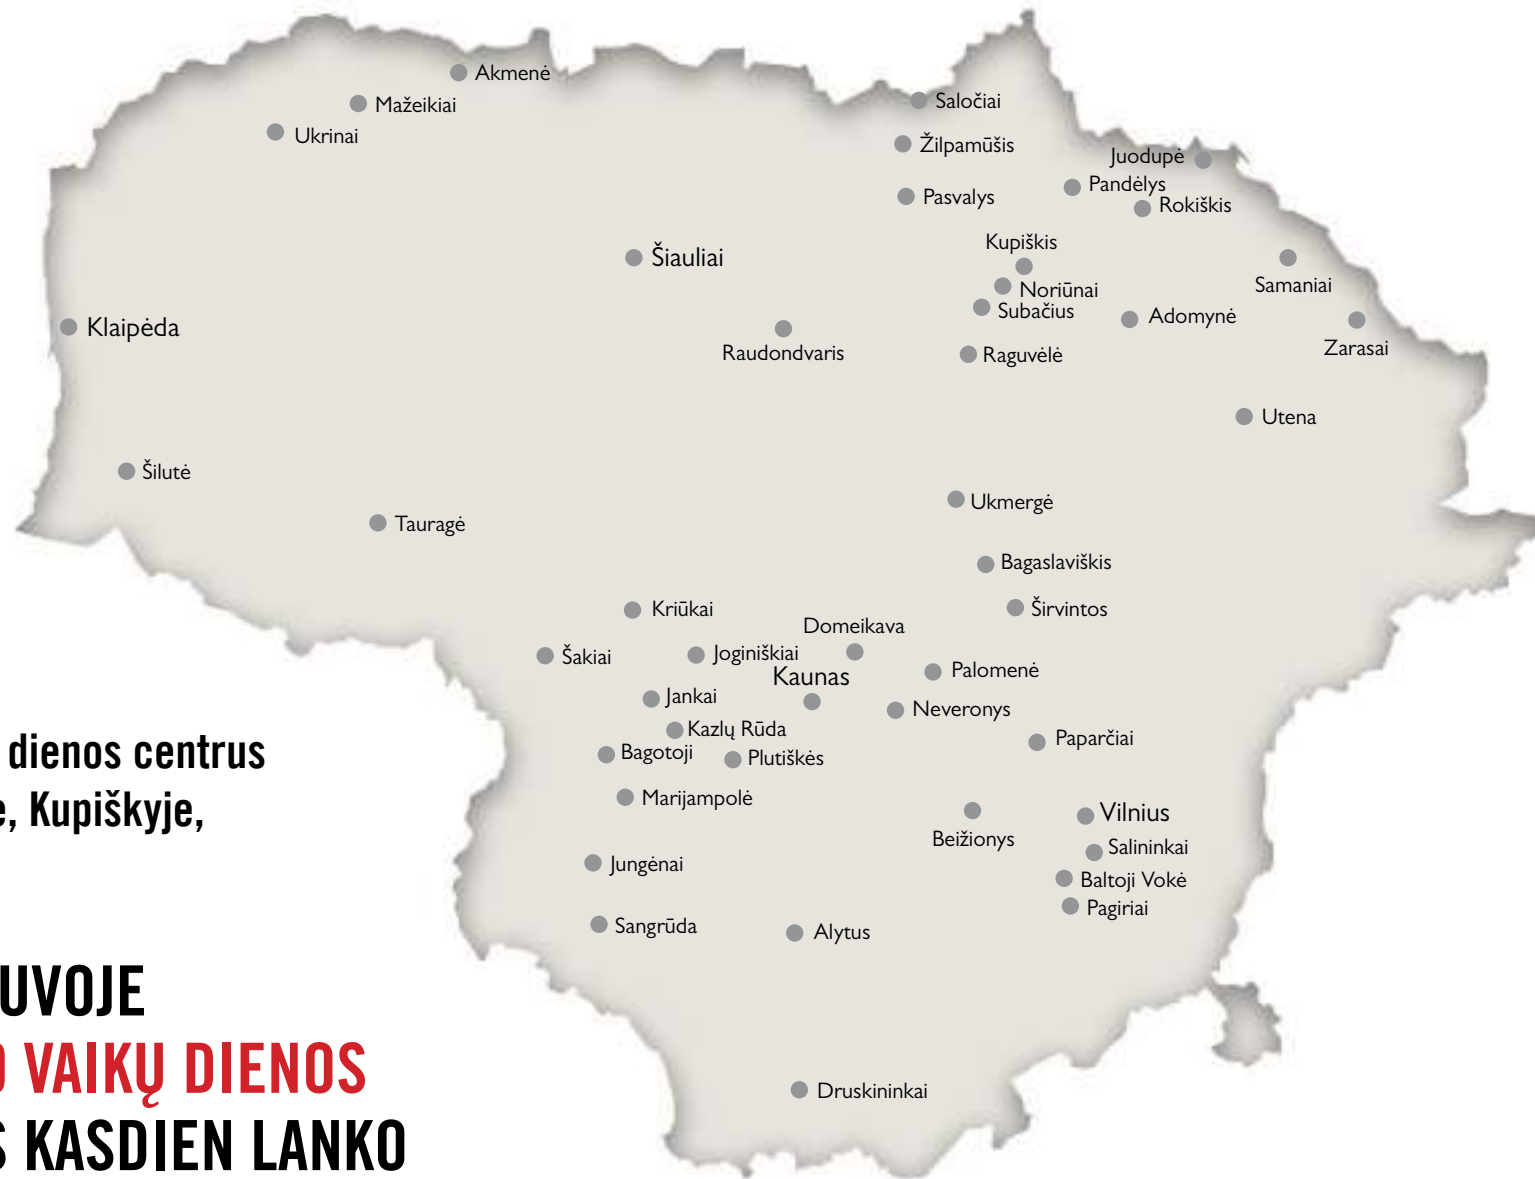 Akmenė
Mažeikiai
Ukrinai
Saločiai
Žilpamūšis
Juodupė
Pandėlys
Pasvalys
Rokiškis
Kupiškis
Šiauliai
Samaniai
Noriūnai
Subačius
Adomynė
Klaipėda
Raudondvaris
Raguvėlė
Zarasai
Utena
Šilutė
Ukmergė
Tauragė
Bagaslaviškis
Kriūkai
Širvintos
Domeikava
Šakiai
Joginiškiai
Kaunas
Palomenė
Jankai
Neveronys
Kazlų Rūda
Paparčiai
Bagotoji
Plutiškės
Marijampolė
Vilnius
Beižionys
Salininkai
Jungėnai
Baltoji Vokė
Pagiriai
Sangrūda
Alytus
Druskininkai
dienos centrus
, Kupiškyje,
UVOJE
VAIKŲ DIENOS
S KASDIEN LANKO